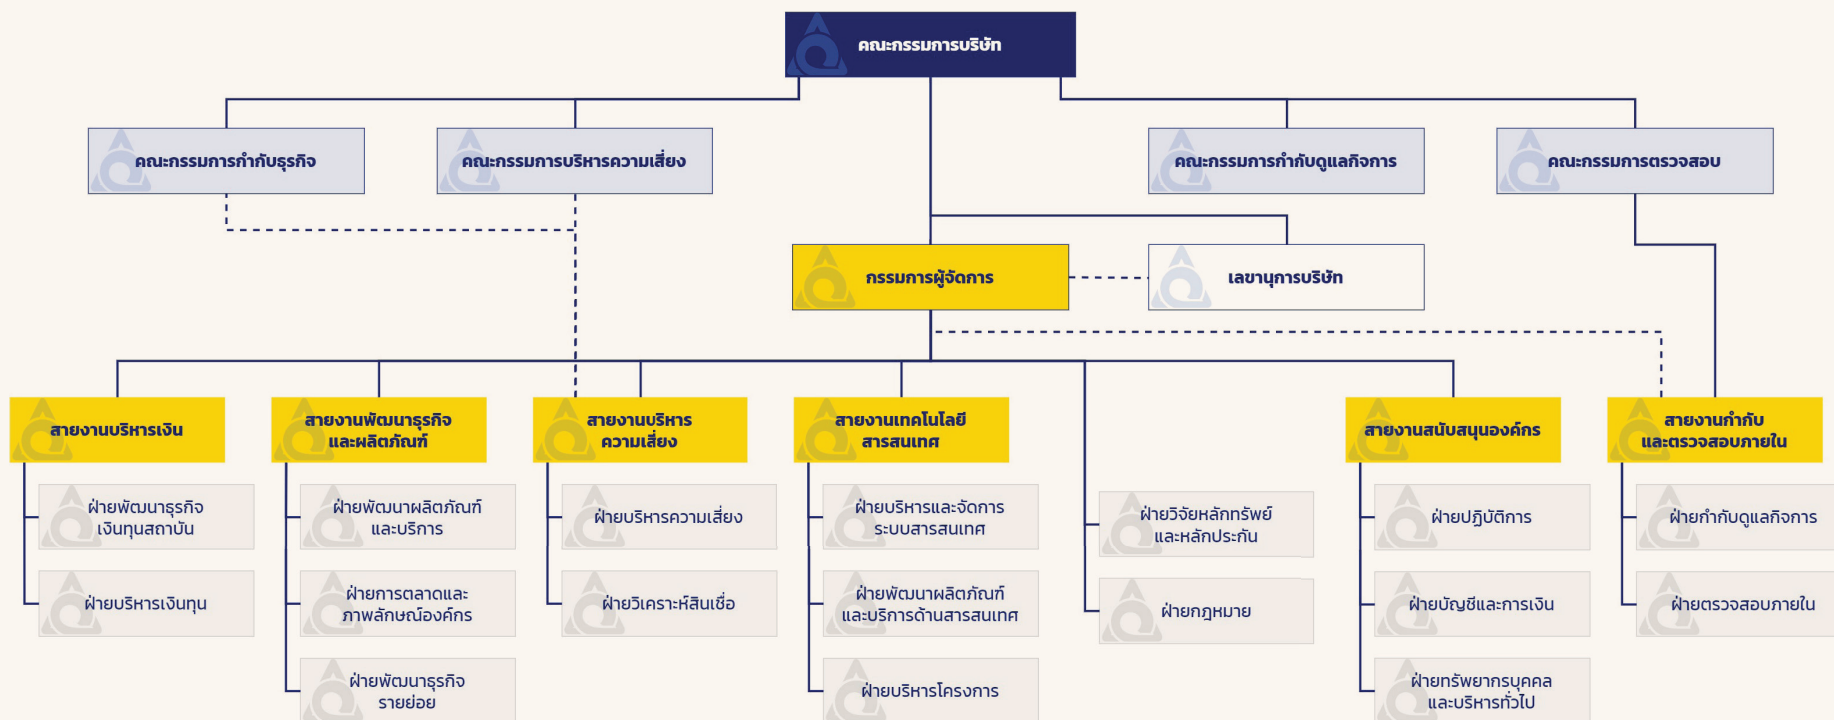 คณะกรรมการบริษัท
คณะกรรมการกำกับธุรกิจ
คณะกรรมการบริหารความเสี่ยง
คณะกรรมการกำกับดูแลกิจการ
คณะกรรมการตรวจสอบ
กรรมการผู้จัดการ
เลขานุการบริษัท
สายงานบริหารเงิน
สายงานพัฒนาธุรกิจ
และผลิตภัณฑ์
สายงานบริหาร
ความเสี่ยง
สายงานเทคโนโลยี
สารสนเทศ
สายงานสนับสนุนองค์กร
สายงานกำกับ
และตรวจสอบภายใน
ฝ่ายพัฒนาธุรกิจ
เงินทุนสถาบัน
ฝ่ายพัฒนาผลิตภัณฑ์
และบริการ
ฝ่ายบริหารความเสี่ยง
ฝ่ายบริหารและจัดการ
ระบบสารสนเทศ
ฝ่ายวิจัยหลักทรัพย์
และหลักประกัน
ฝ่ายปฏิบัติการ
ฝ่ายกำกับดูแลกิจการ
ฝ่ายบริหารเงินทุน
ฝ่ายการตลาดและ
ภาพลักษณ์องค์กร
ฝ่ายวิเคราะห์สินเชื่อ
ฝ่ายพัฒนาผลิตภัณฑ์
และบริการด้านสารสนเทศ
ฝ่ายกฎหมาย
ฝ่ายบัญชีและการเงิน
ฝ่ายตรวจสอบภายใน
ฝ่ายพัฒนาธุรกิจ
รายย่อย
ฝ่ายบริหารโครงการ
ฝ่ายทรัพยากรบุคคล
และบริหารทั่วไป